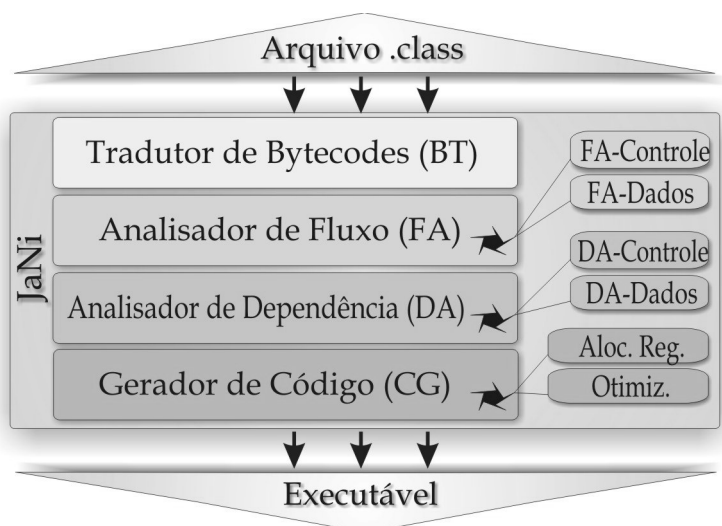 Arquivo .class
JaNi
Tradutor de Bytecodes (BT)
Analisador de Fluxo (FA)
FA-Controle
FA-Dados
Analisador de Dependência (DA)
DA-Controle
DA-Dados
Gerador de Código (CG)
Aloc. Reg.
Otimiz.
Executável